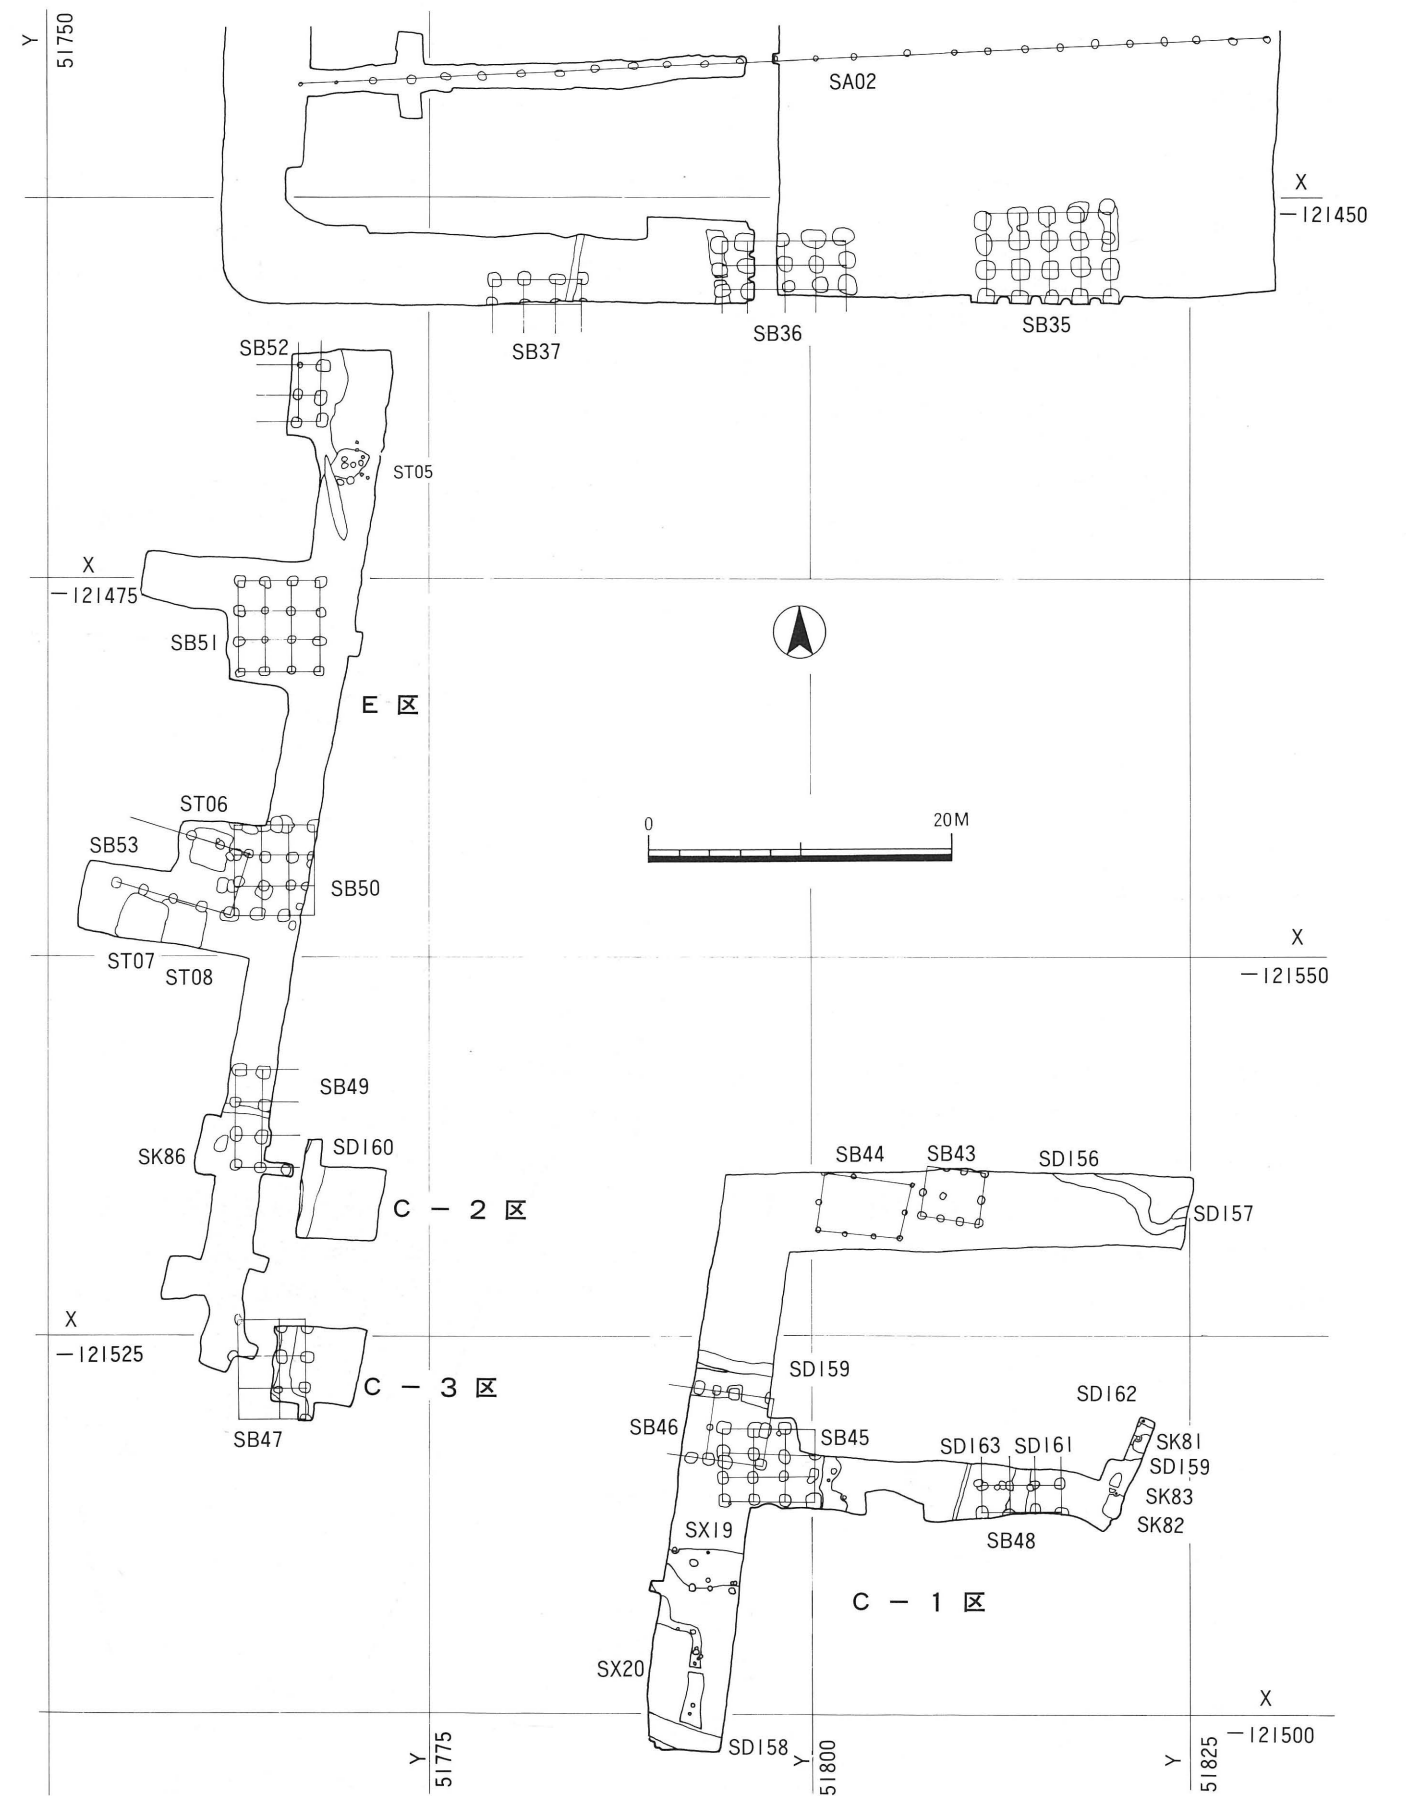 Y
51750
SA02
X
−121450
SB36
SB35
SB37
SB52
ST05
X
−121475
SB51
E 区
ST06
0
20M
SB53
SB50
X
−121550
ST07
ST08
SB49
SK86
SD160
SB44
SB43
SD156
C − 2 区
SD157
X
−121525
SD159
C − 3 区
SD162
SB46
SB45
SB47
SD163
SD161
SK81
SD159
SK83
SK82
SX19
SB48
C − 1 区
SX20
X
−121500
SD158
Y
51775
Y
51800
Y
51825